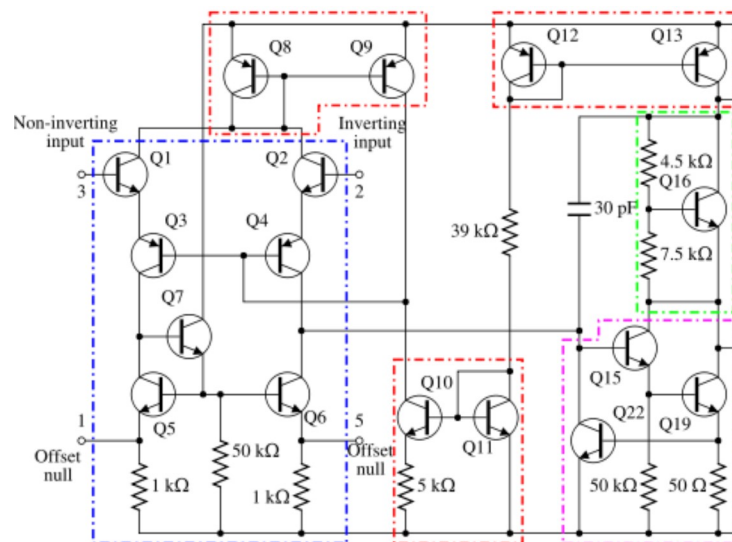 Q8
Q9
Q12
Q13
Non-inverting
input
Inverting
input
Q1
Q2
3
2
4.5 kΩ
Q16
30 pF
Q3
Q4
39 kΩ
7.5 kΩ
Q7
Q10
Q15
1
Q5
Q6
5
Q11
Q22
Q19
Offset
null
50 kΩ
Offset
null
1 kΩ
1 kΩ
5 kΩ
50 kΩ
50 Ω